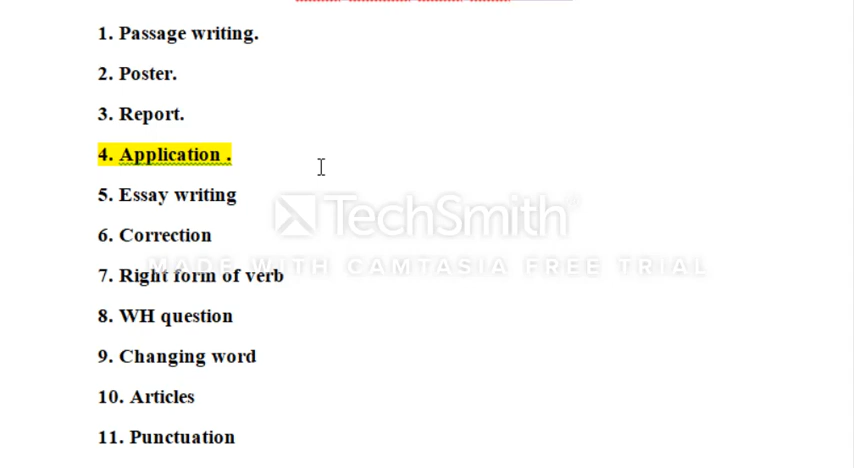 1. Passage writing.
2. Poster.
3. Report.
4. Application .
5. Essay writing
TechSmith®
6. Correction
MADE WITH CAMTASIA FREE TRIAL
7. Right form of verb
8. WH question
9. Changing word
10. Articles
11. Punctuation